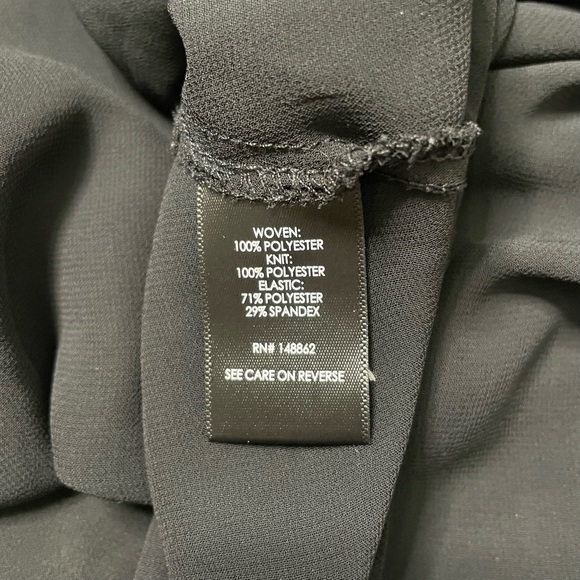 WOVEN:
100% POLYESTER
KNIT:
100% POLYESTER
ELASTIC:
71% POLYESTER
29% SPANDEX
RN# 148862
SEE CARE ON REVERSE